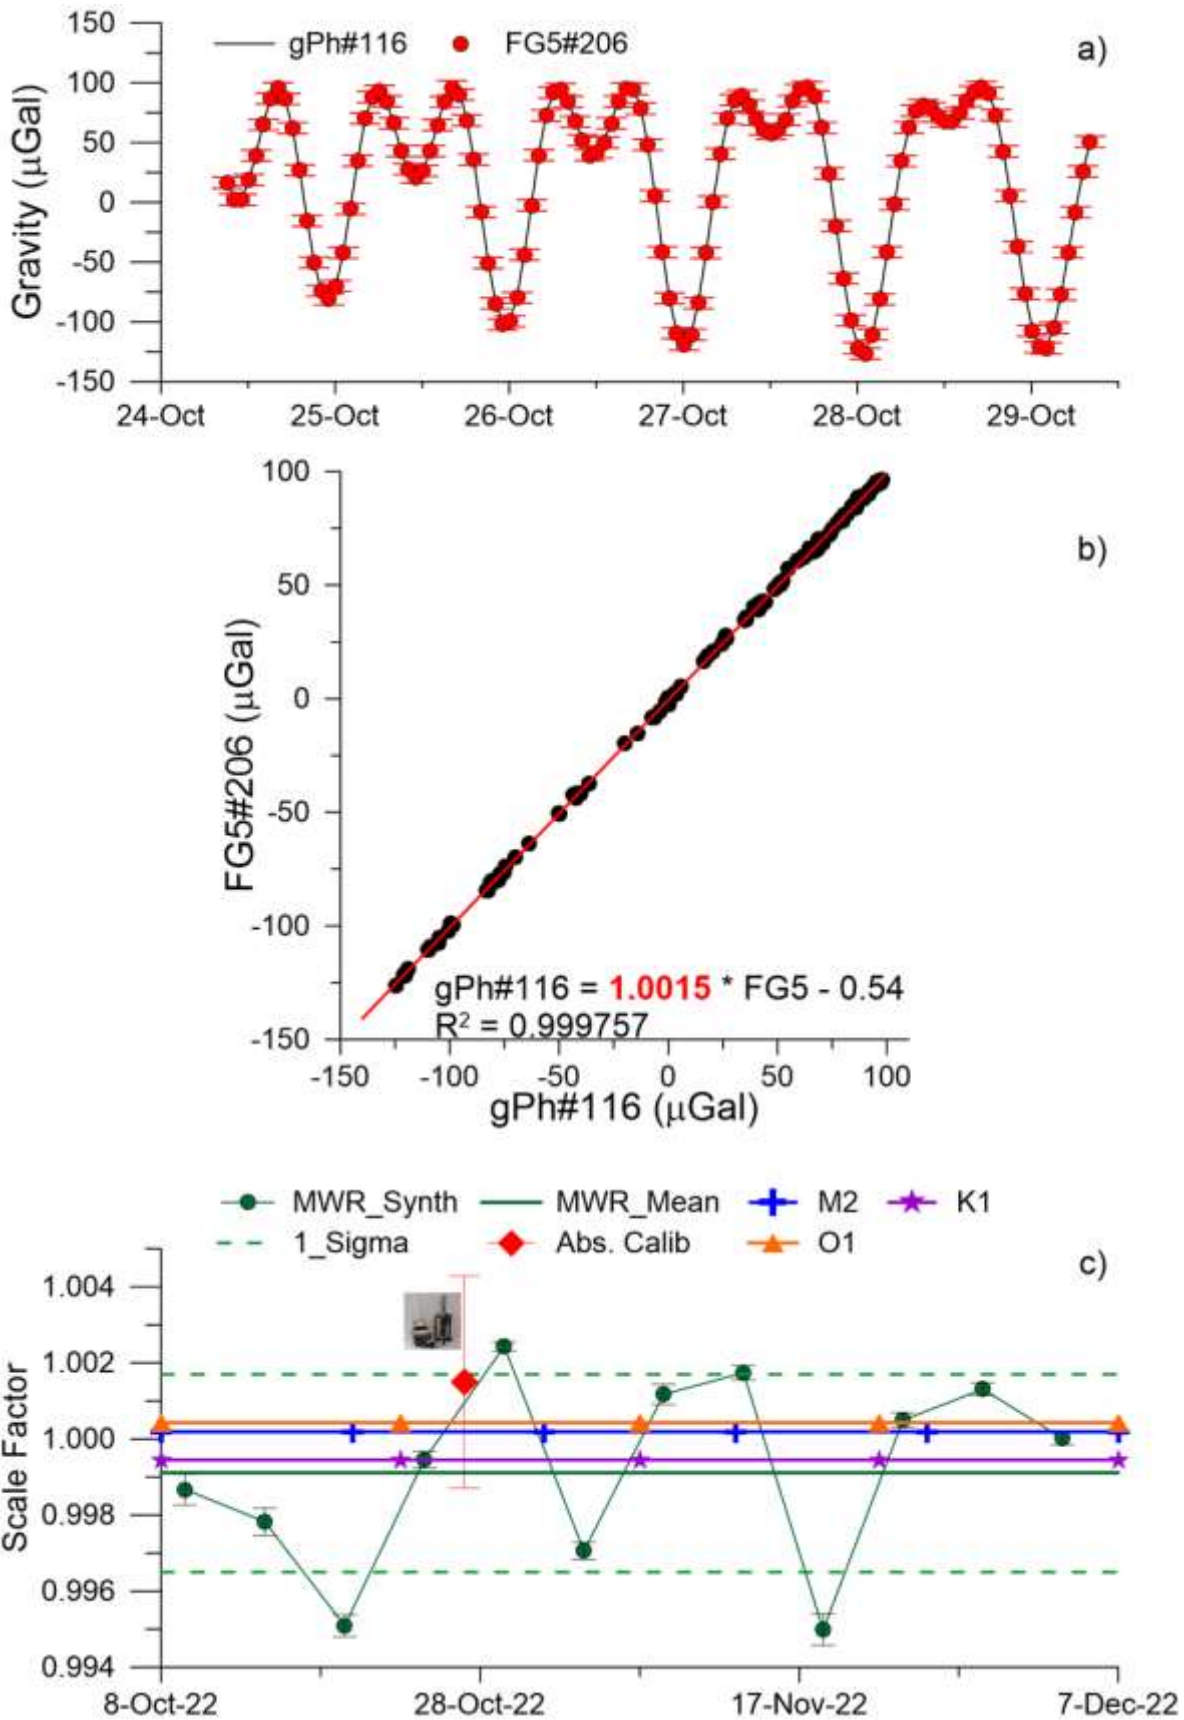 150
gPh#116 FG5#206
a)
100
50
0
-50
-100
-150
Gravity (μGal)
24-Oct 25-Oct 26-Oct 27-Oct 28-Oct 29-Oct
100
b)
50
0
-50
-100
-150
FG5#206 (μGal)
gPh#116 = 1.0015 * FG5 - 0.54
R² = 0.999757
-150 -100 -50 0 50 100
gPh#116 (μGal)
MWR_Synth MWR_Mean M2 K1
1_Sigma Abs. Calib O1
c)
1.004
1.002
1.000
0.998
0.996
0.994
Scale Factor
8-Oct-22 28-Oct-22 17-Nov-22 7-Dec-22